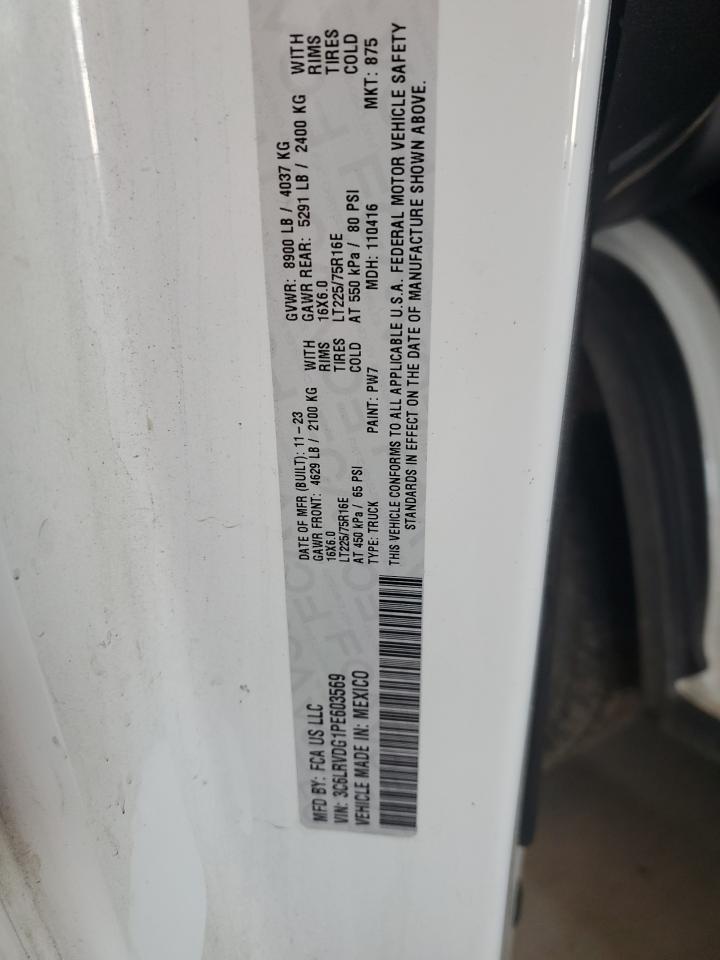 MFD BY: FCA US LLC
VIN: 3C6LRVDG1PE603569
VEHICLE MADE IN: MEXICO
DATE OF MFR (BUILT): 11-23
GAWR FRONT: 4629 LB / 2100 KG WITH
16X6.0 RIMS
LT225/75R16E TIRES
AT 450 kPa / 65 PSI COLD
TYPE: TRUCK PAINT: PW7
GVWR: 8900 LB / 4037 KG
GAWR REAR: 5291 LB / 2400 KG WITH
16X6.0 RIMS
LT225/75R16E TIRES
AT 550 kPa / 80 PSI COLD
MDH: 110416 MKT: 875
THIS VEHICLE CONFORMS TO ALL APPLICABLE U.S.A. FEDERAL MOTOR VEHICLE SAFETY
STANDARDS IN EFFECT ON THE DATE OF MANUFACTURE SHOWN ABOVE.